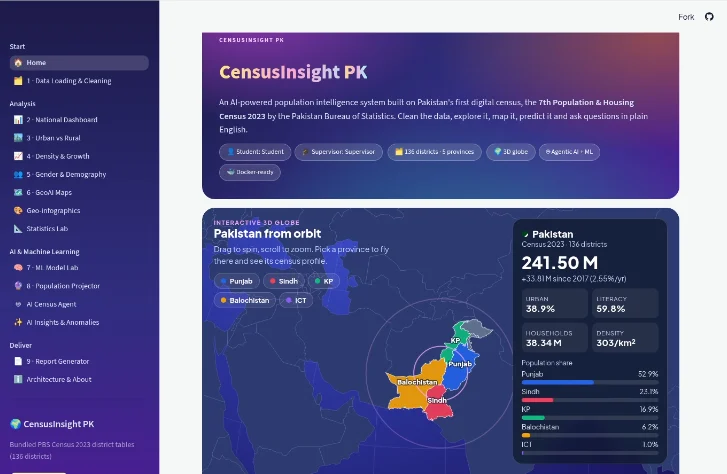 Fork
Start
Home
1 · Data Loading & Cleaning
Analysis
2 · National Dashboard
3 · Urban vs Rural
4 · Density & Growth
5 · Gender & Demography
6 · GeoAI Maps
Geo-infographics
Statistics Lab
AI & Machine Learning
7 · ML Model Lab
8 · Population Projector
AI Census Agent
AI Insights & Anomalies
Deliver
9 · Report Generator
Architecture & About
CensusInsight PK
Bundled PBS Census 2023 district tables
(136 districts)
CENSUSINSIGHT PK
CensusInsight PK
An AI-powered population intelligence system built on Pakistan's first digital census, the 7th Population & Housing
Census 2023 by the Pakistan Bureau of Statistics. Clean the data, explore it, map it, predict it and ask questions in plain
English.
Student: Student
Supervisor: Supervisor
136 districts · 5 provinces
3D globe
Agentic AI + ML
Docker-ready
INTERACTIVE 3D GLOBE
Pakistan from orbit
Drag to spin, scroll to zoom. Pick a province to fly
there and see its census profile.
Punjab
Sindh
KP
Balochistan
ICT
KP
Punjab
Balochistan
Sindh
Pakistan
Census 2023 · 136 districts
241.50 M
+33.81 M since 2017 (2.55%/yr)
URBAN
38.9%
LITERACY
59.8%
HOUSEHOLDS
38.34 M
DENSITY
303/km²
Population share
Punjab 52.9%
Sindh 23.1%
KP 16.9%
Balochistan 6.2%
ICT 1.0%